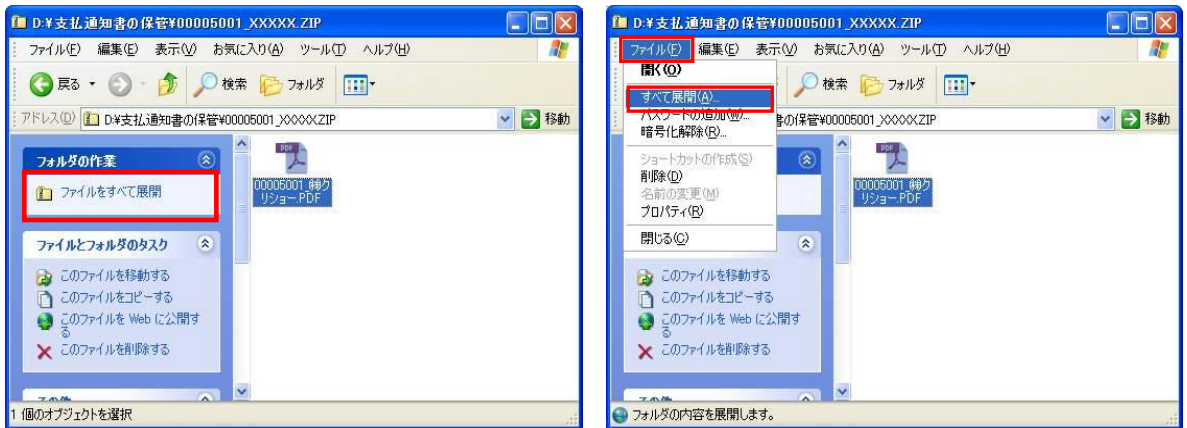 D:¥支払通知書の保管¥00005001_XXXXX.ZIP
ファイル(F) 編集(E) 表示(V) お気に入り(A) ツール(T) ヘルプ(H)
戻る 検索 フォルダ
アドレス(D) D:¥支払通知書の保管¥00005001_XXXXX.ZIP 移動
フォルダの作業
ファイルをすべて展開
ファイルとフォルダのタスク
このファイルを移動する
このファイルをコピーする
このファイルを Web に公開す
る
このファイルを削除する
その他
PDF
00005001_㈱ク
リショー.PDF
1 個のオブジェクトを選択
D:¥支払通知書の保管¥00005001_XXXXX.ZIP
ファイル(F) 編集(E) 表示(V) お気に入り(A) ツール(T) ヘルプ(H)
検索 フォルダ
書の保管¥00005001_XXXXX.ZIP 移動
開く(O)
すべて展開(A)...
パスワードの追加(W)...
暗号化解除(R)...
ショートカットの作成(S)
削除(D)
名前の変更(M)
プロパティ(R)
閉じる(C)
このファイルを移動する
このファイルをコピーする
このファイルを Web に公開す
る
このファイルを削除する
その他
PDF
00005001_㈱ク
リショー.PDF
フォルダの内容を展開します。